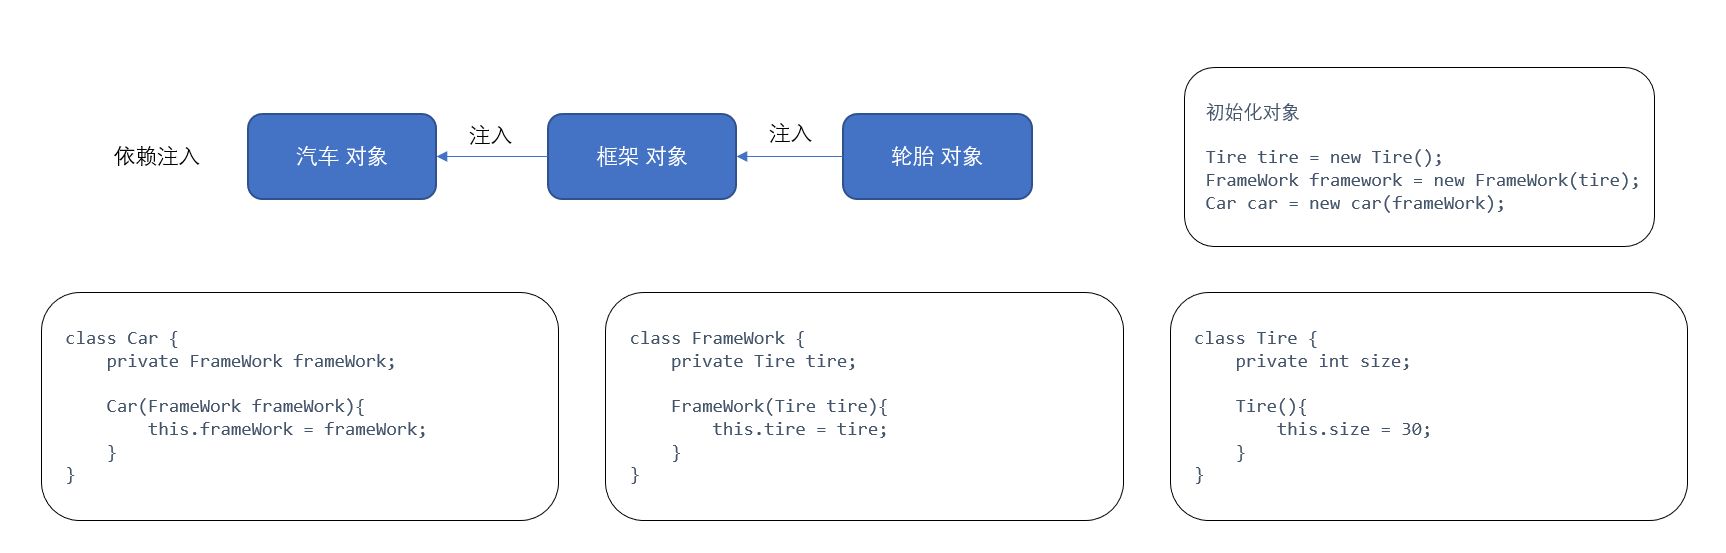 依赖注入
汽车 对象
注入
框架 对象
注入
轮胎 对象
初始化对象
Tire tire = new Tire();
FrameWork framework = new FrameWork(tire);
Car car = new car(frameWork);
class Car {
    private FrameWork frameWork;
    Car(FrameWork frameWork){
        this.frameWork = frameWork;
    }
}
class FrameWork {
    private Tire tire;
    FrameWork(Tire tire){
        this.tire = tire;
    }
}
class Tire {
    private int size;
    Tire(){
        this.size = 30;
    }
}